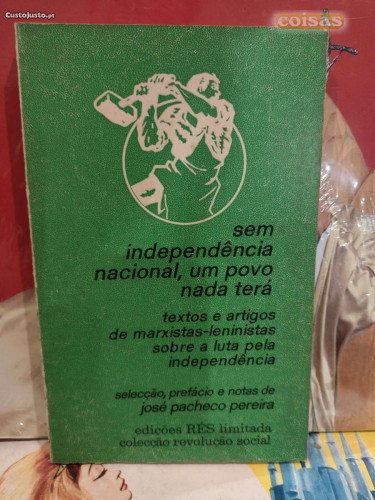 CustoJusto.pt
coisas
sem
independência
nacional, um povo
nada terá
textos e artigos
de marxistas-leninistas
sobre a luta pela
independência
selecção, prefácio e notas de
josé pacheco pereira
edições RÉS limitada
colecção revolução social